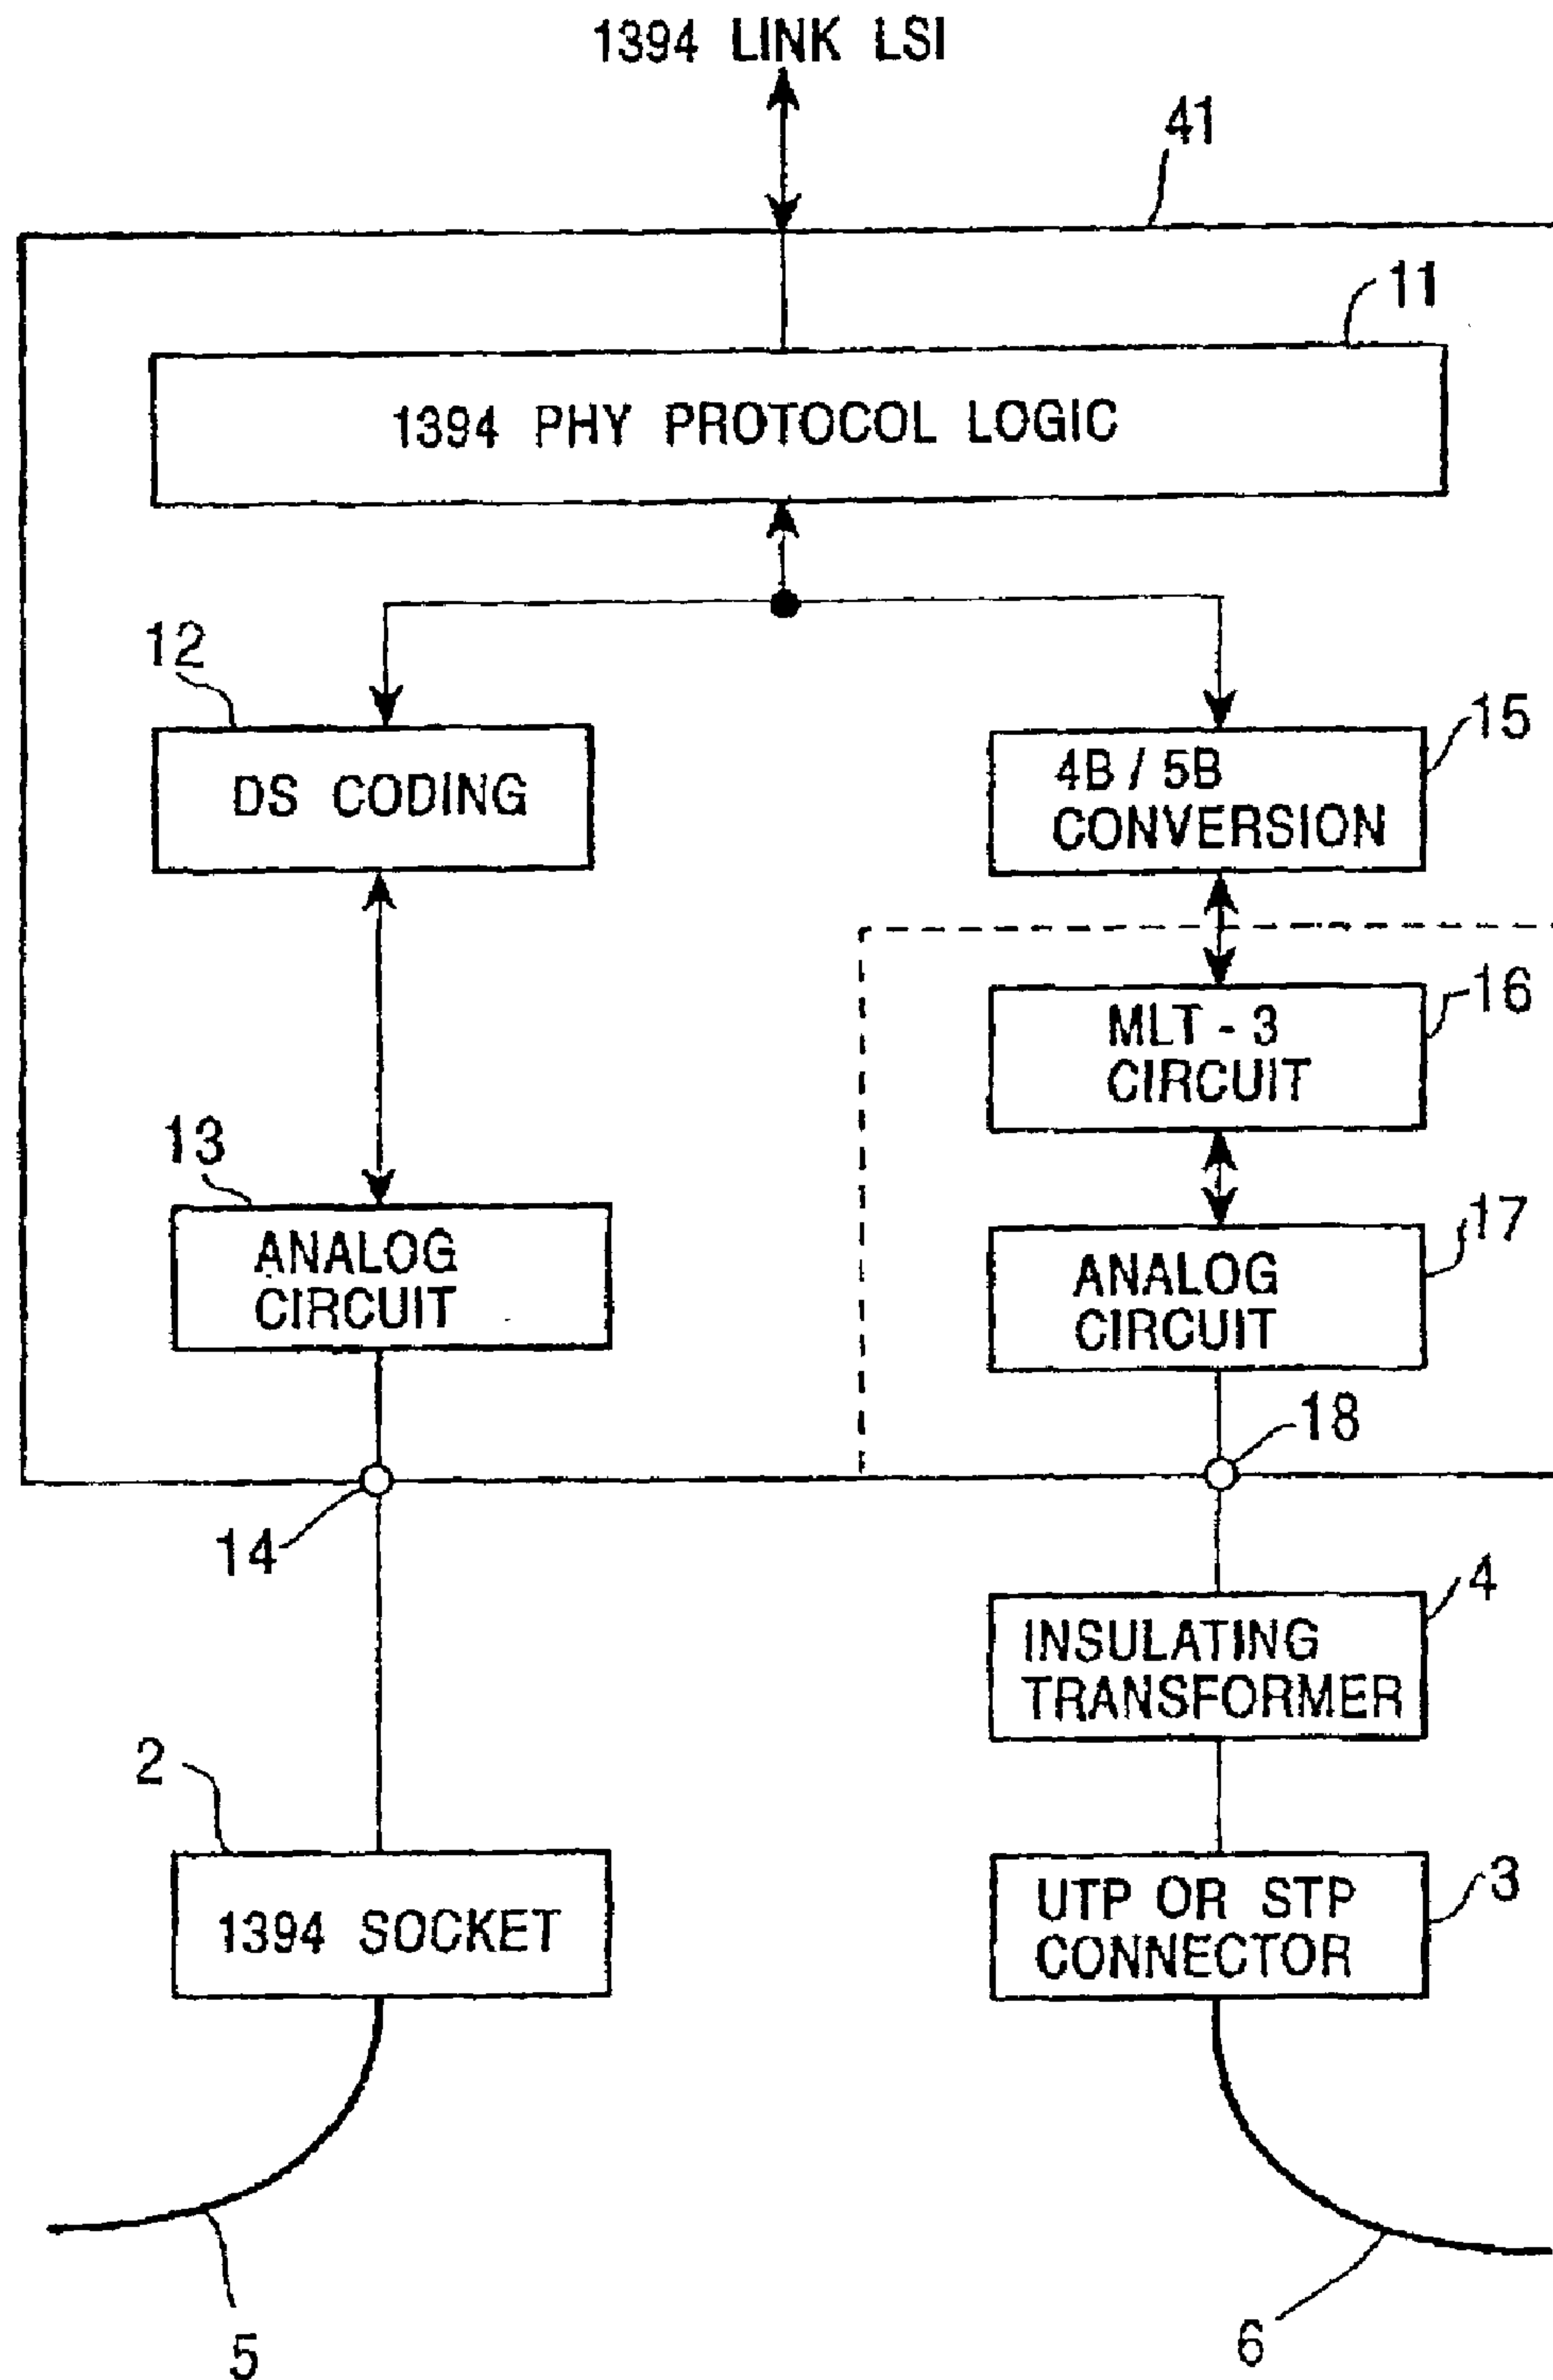 1394 LINK LSI
41
11
1394 PHY PROTOCOL LOGIC
12
DS CODING
15
4B / 5B
CONVERSION
16
MLT - 3
CIRCUIT
13
ANALOG
CIRCUIT
17
ANALOG
CIRCUIT
14
18
4
INSULATING
TRANSFORMER
2
1394 SOCKET
3
UTP OR STP
CONNECTOR
5
6